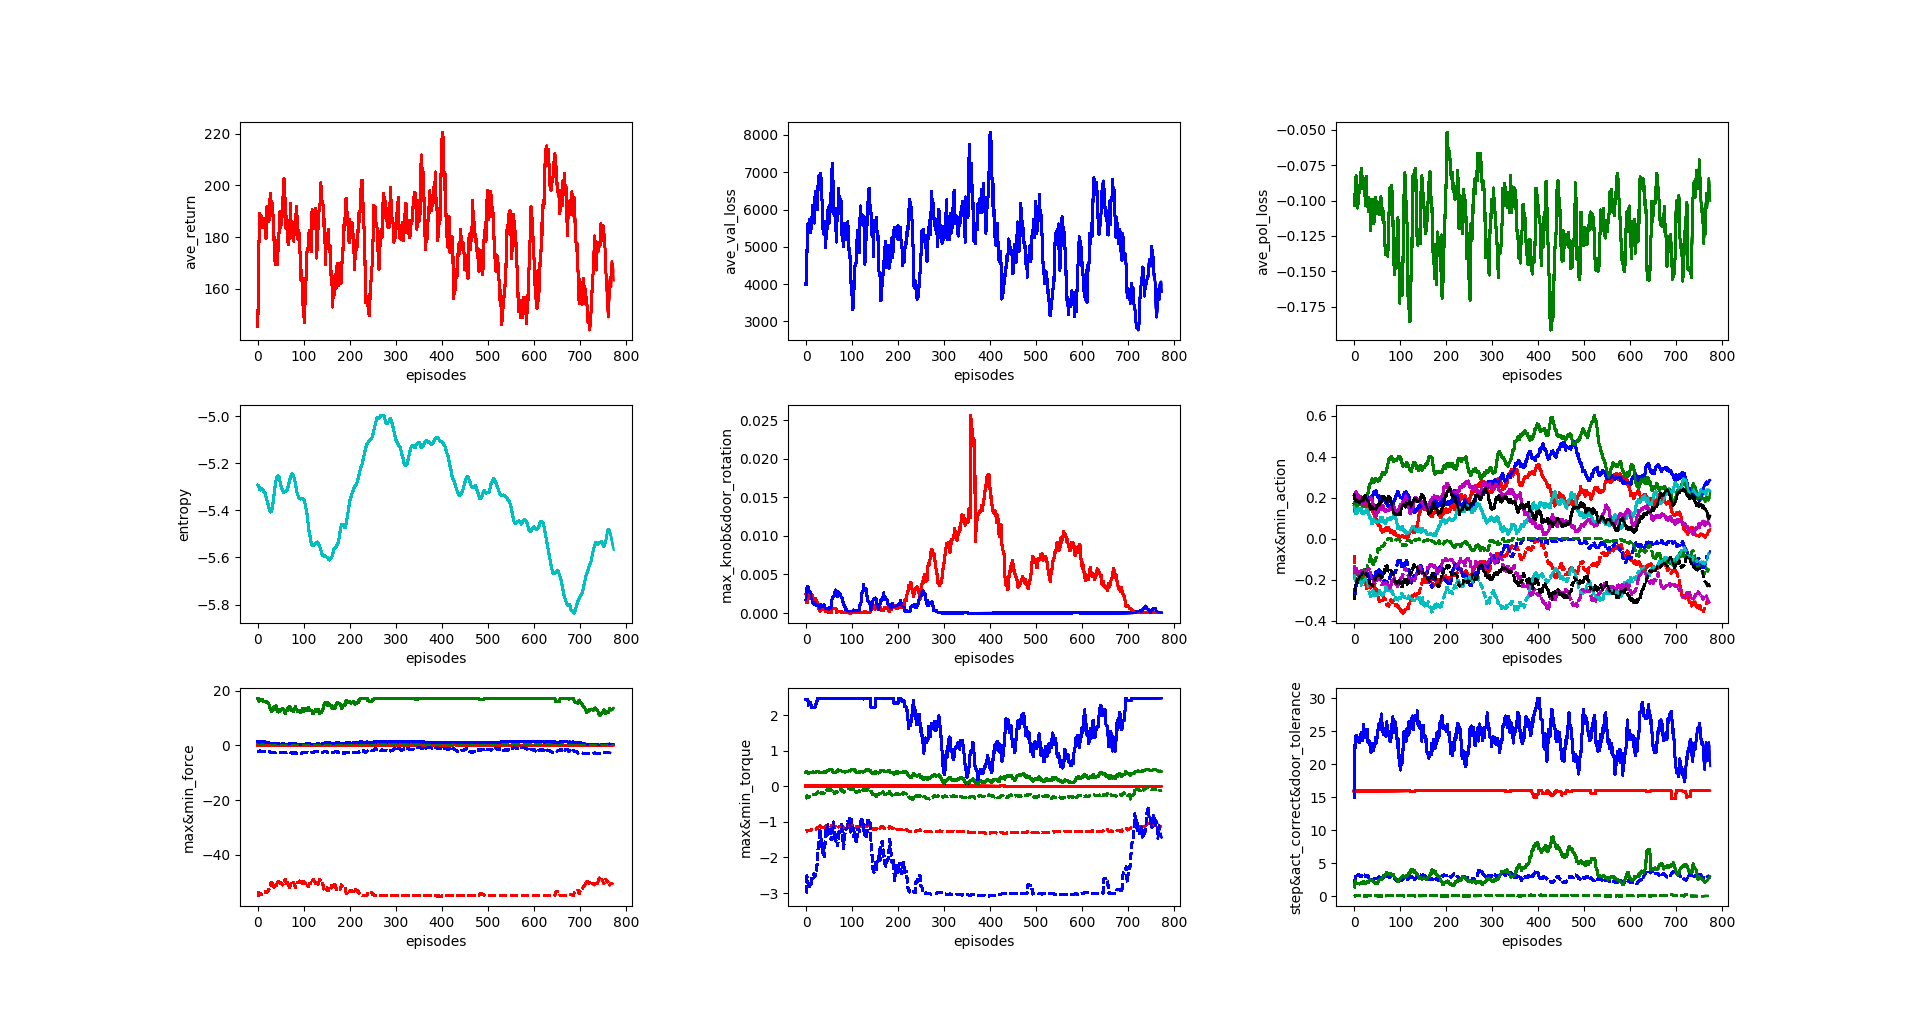 220
200
180
160
ave_return
0 100 200 300 400 500 600 700 800
episodes
8000
7000
6000
5000
4000
3000
ave_val_loss
0 100 200 300 400 500 600 700 800
episodes
−0.050
−0.075
−0.100
−0.125
−0.150
−0.175
ave_pol_loss
0 100 200 300 400 500 600 700 800
episodes
−5.0
−5.2
−5.4
−5.6
−5.8
entropy
0 100 200 300 400 500 600 700 800
episodes
0.025
0.020
0.015
0.010
0.005
0.000
max_knob&door_rotation
0 100 200 300 400 500 600 700 800
episodes
0.6
0.4
0.2
0.0
−0.2
−0.4
max&min_action
0 100 200 300 400 500 600 700 800
episodes
20
0
−20
−40
max&min_force
0 100 200 300 400 500 600 700 800
episodes
2
1
0
−1
−2
−3
max&min_torque
0 100 200 300 400 500 600 700 800
episodes
30
25
20
15
10
5
0
step&act_correct&door_tolerance
0 100 200 300 400 500 600 700 800
episodes